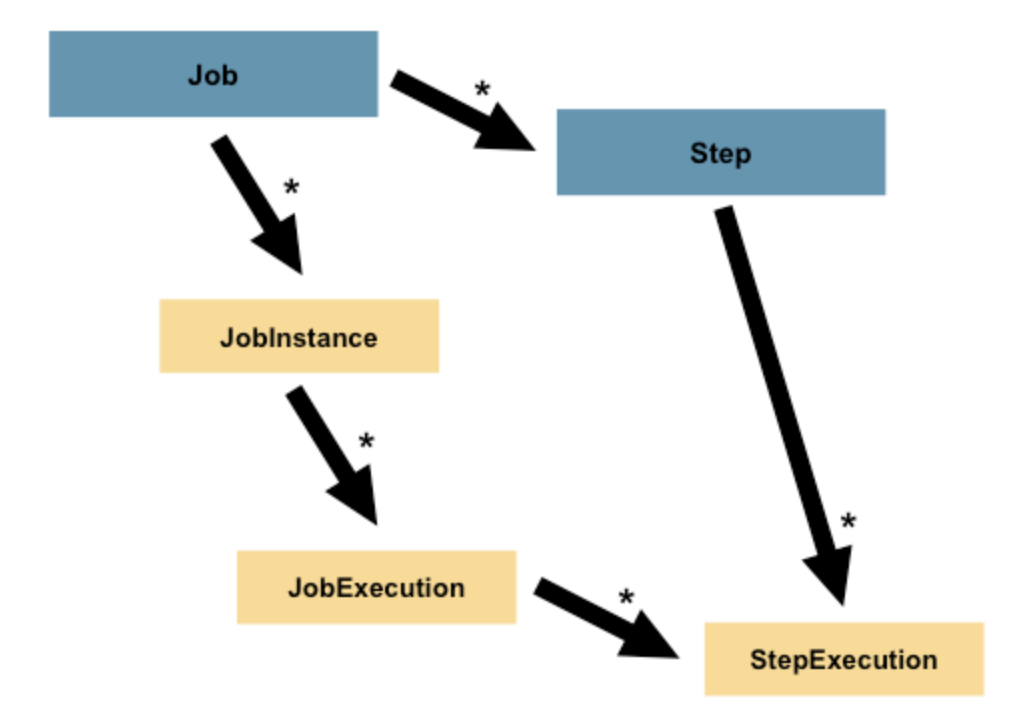 Job
*
Step
*
JobInstance
*
JobExecution
*
*
StepExecution